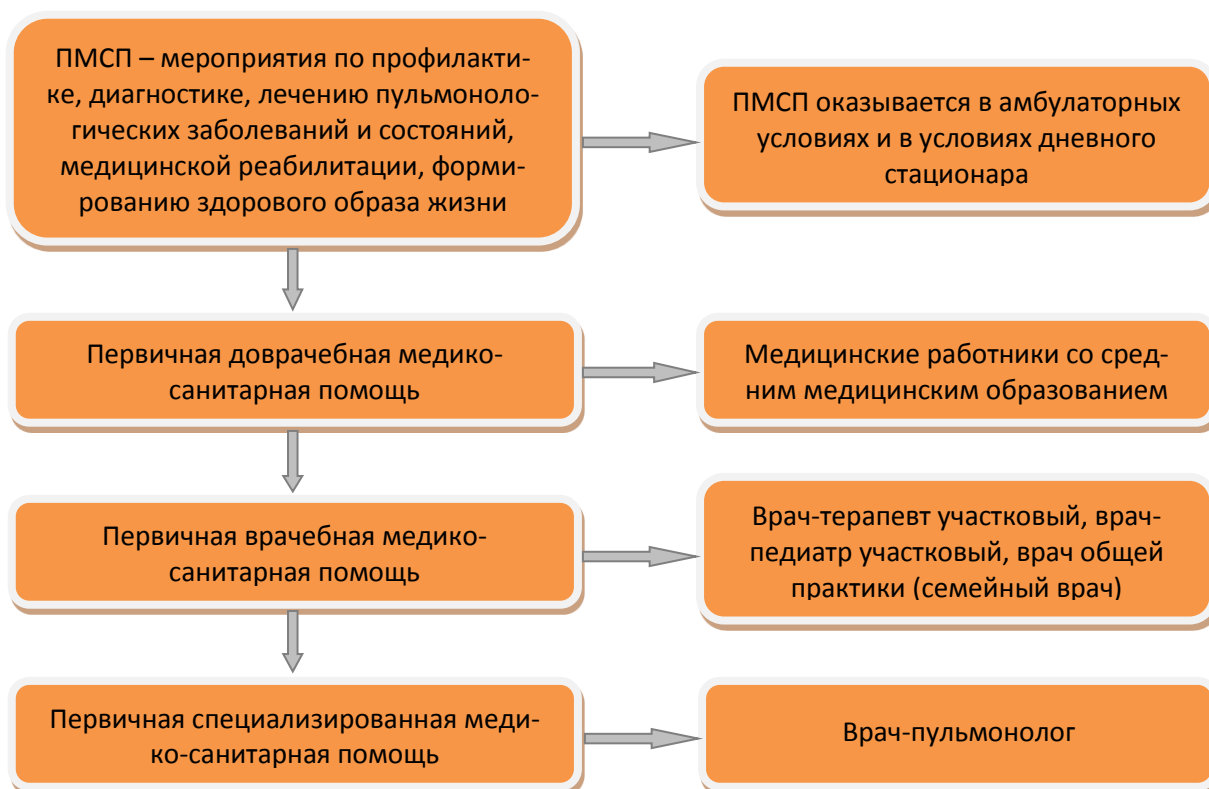 ПМСП – мероприятия по профилакти-
ке, диагностике, лечению пульмоноло-
гических заболеваний и состояний,
медицинской реабилитации, форми-
рованию здорового образа жизни
ПМСП оказывается в амбулаторных
условиях и в условиях дневного
стационара
Первичная доврачебная медико-
санитарная помощь
Медицинские работники со сред-
ним медицинским образованием
Первичная врачебная медико-
санитарная помощь
Врач-терапевт участковый, врач-
педиатр участковый, врач общей
практики (семейный врач)
Первичная специализированная меди-
ко-санитарная помощь
Врач-пульмонолог